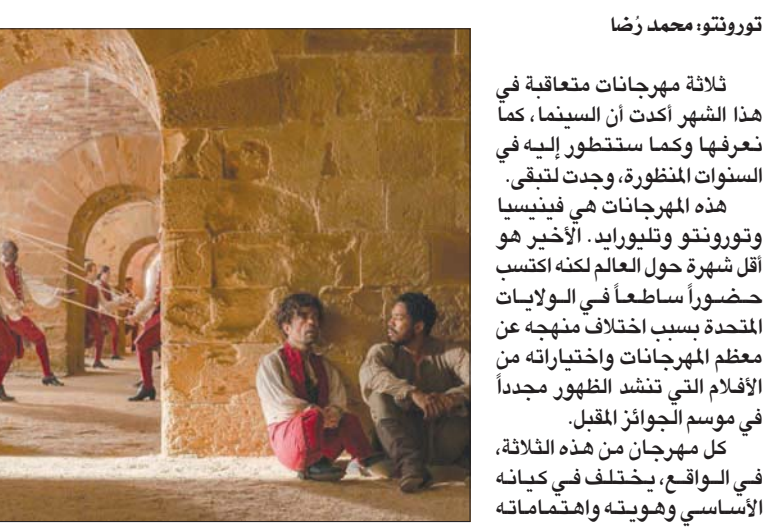 تورونتو: محمد رُضا
ثلاثة مهرجانات متعاقبة في
هذا الشهر أكدت أن السينما، كما
نعرفها وكما ستتطور إليه في
السنوات المنظورة، وجدت لتبقى.
هذه المهرجانات هي فينيسيا
وتورونتو وتليورايد. الأخير هو
أقل شهرة حول العالم لكنه اكتسب
حضوراً ساطعاً في الولايات
المتحدة بسبب اختلاف منهجه عن
معظم المهرجانات واختياراته من
الأفلام التي تنشد الظهور مجدداً
في موسم الجوائز المقبل.
كل مهرجان من هذه الثلاثة،
في الواقع، يختلف في كيانه
الأساسي وهويته واهتماماته